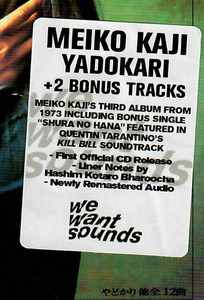 MEIKO KAJI
YADOKARI
+2 BONUS TRACKS
MEIKO KAJI'S THIRD ALBUM FROM
1973 INCLUDING BONUS SINGLE
"SHURA NO HANA" FEATURED IN
QUENTIN TARANTINO'S
KILL BILL SOUNDTRACK
- First Official CD Release
- Liner Notes by
Hashim Kotaro Bharoocha
- Newly Remastered Audio
we
want
sounds
やどかり 他全12曲